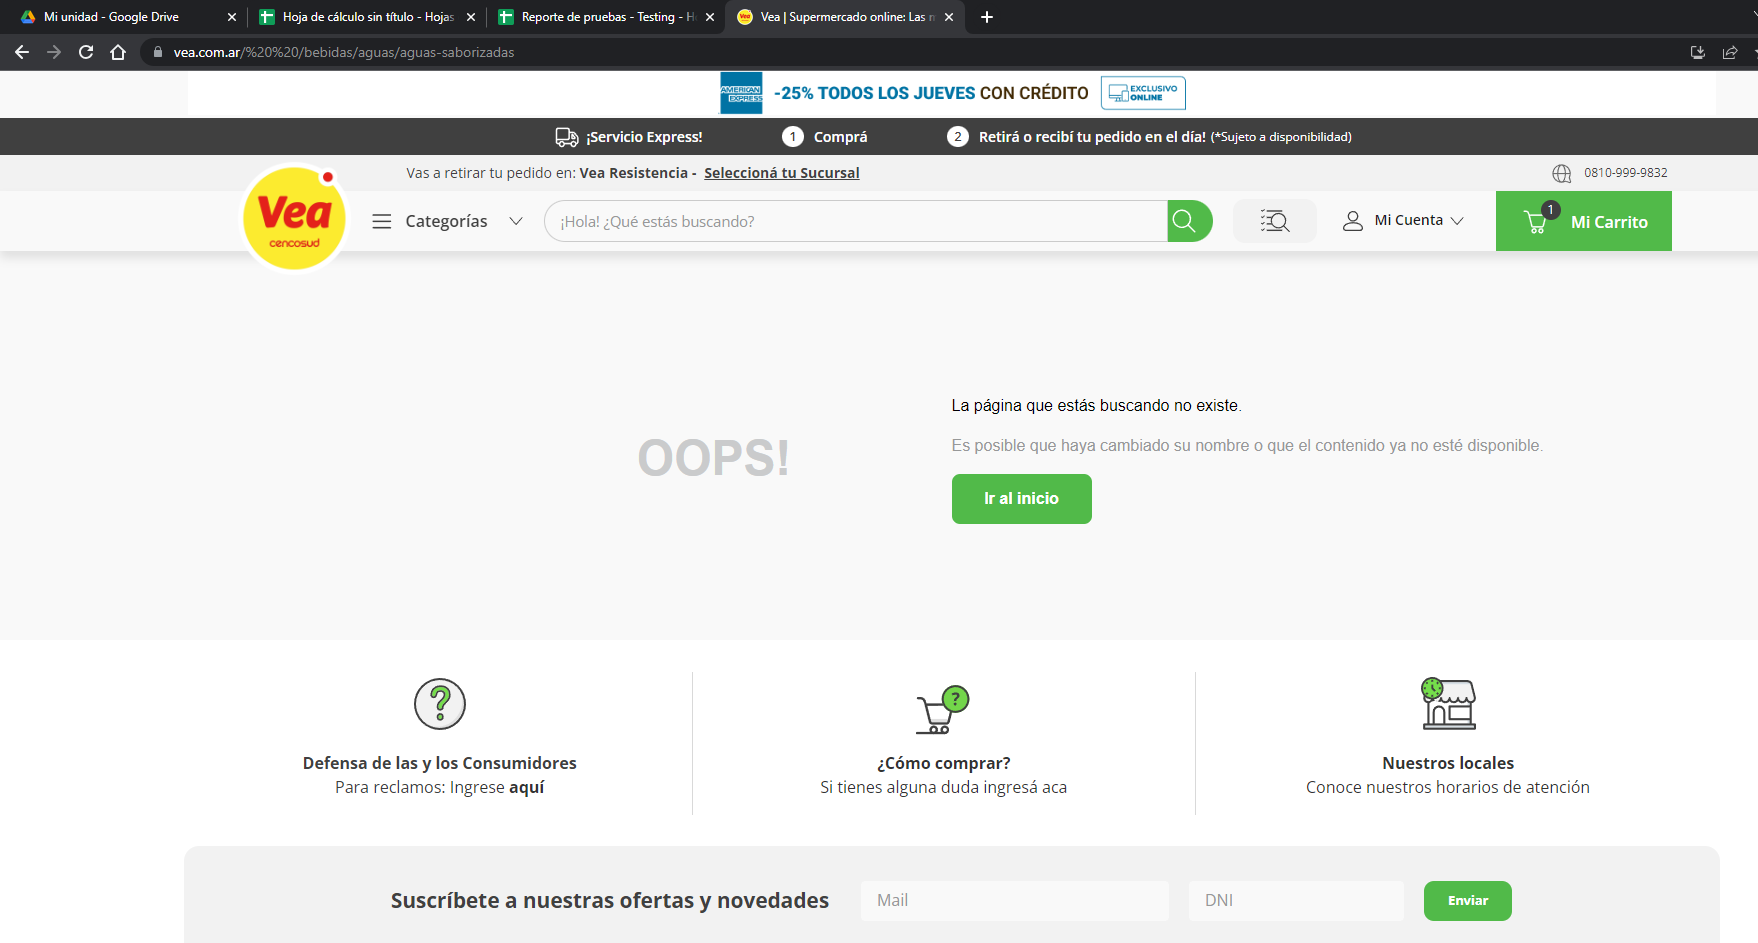 Mi unidad - Google Drive
Hoja de cálculo sin título - Hojas
Reporte de pruebas - Testing - H
Vea | Supermercado online: Las
vea.com.ar/%20%20/bebidas/aguas/aguas-saborizadas
AMERICAN EXPRESS
-25% TODOS LOS JUEVES CON CRÉDITO
EXCLUSIVO ONLINE
¡Servicio Express!
1 Comprá
2 Retirá o recibí tu pedido en el día! (*Sujeto a disponibilidad)
Vas a retirar tu pedido en: Vea Resistencia - Seleccioná tu Sucursal
0810-999-9832
Vea
cencosud
Categorías
¡Hola! ¿Qué estás buscando?
Mi Cuenta
1
Mi Carrito
OOPS!
La página que estás buscando no existe.
Es posible que haya cambiado su nombre o que el contenido ya no esté disponible.
Ir al inicio
Defensa de las y los Consumidores
Para reclamos: Ingrese aquí
¿Cómo comprar?
Si tienes alguna duda ingresá aca
Nuestros locales
Conoce nuestros horarios de atención
Suscríbete a nuestras ofertas y novedades
Mail
DNI
Enviar